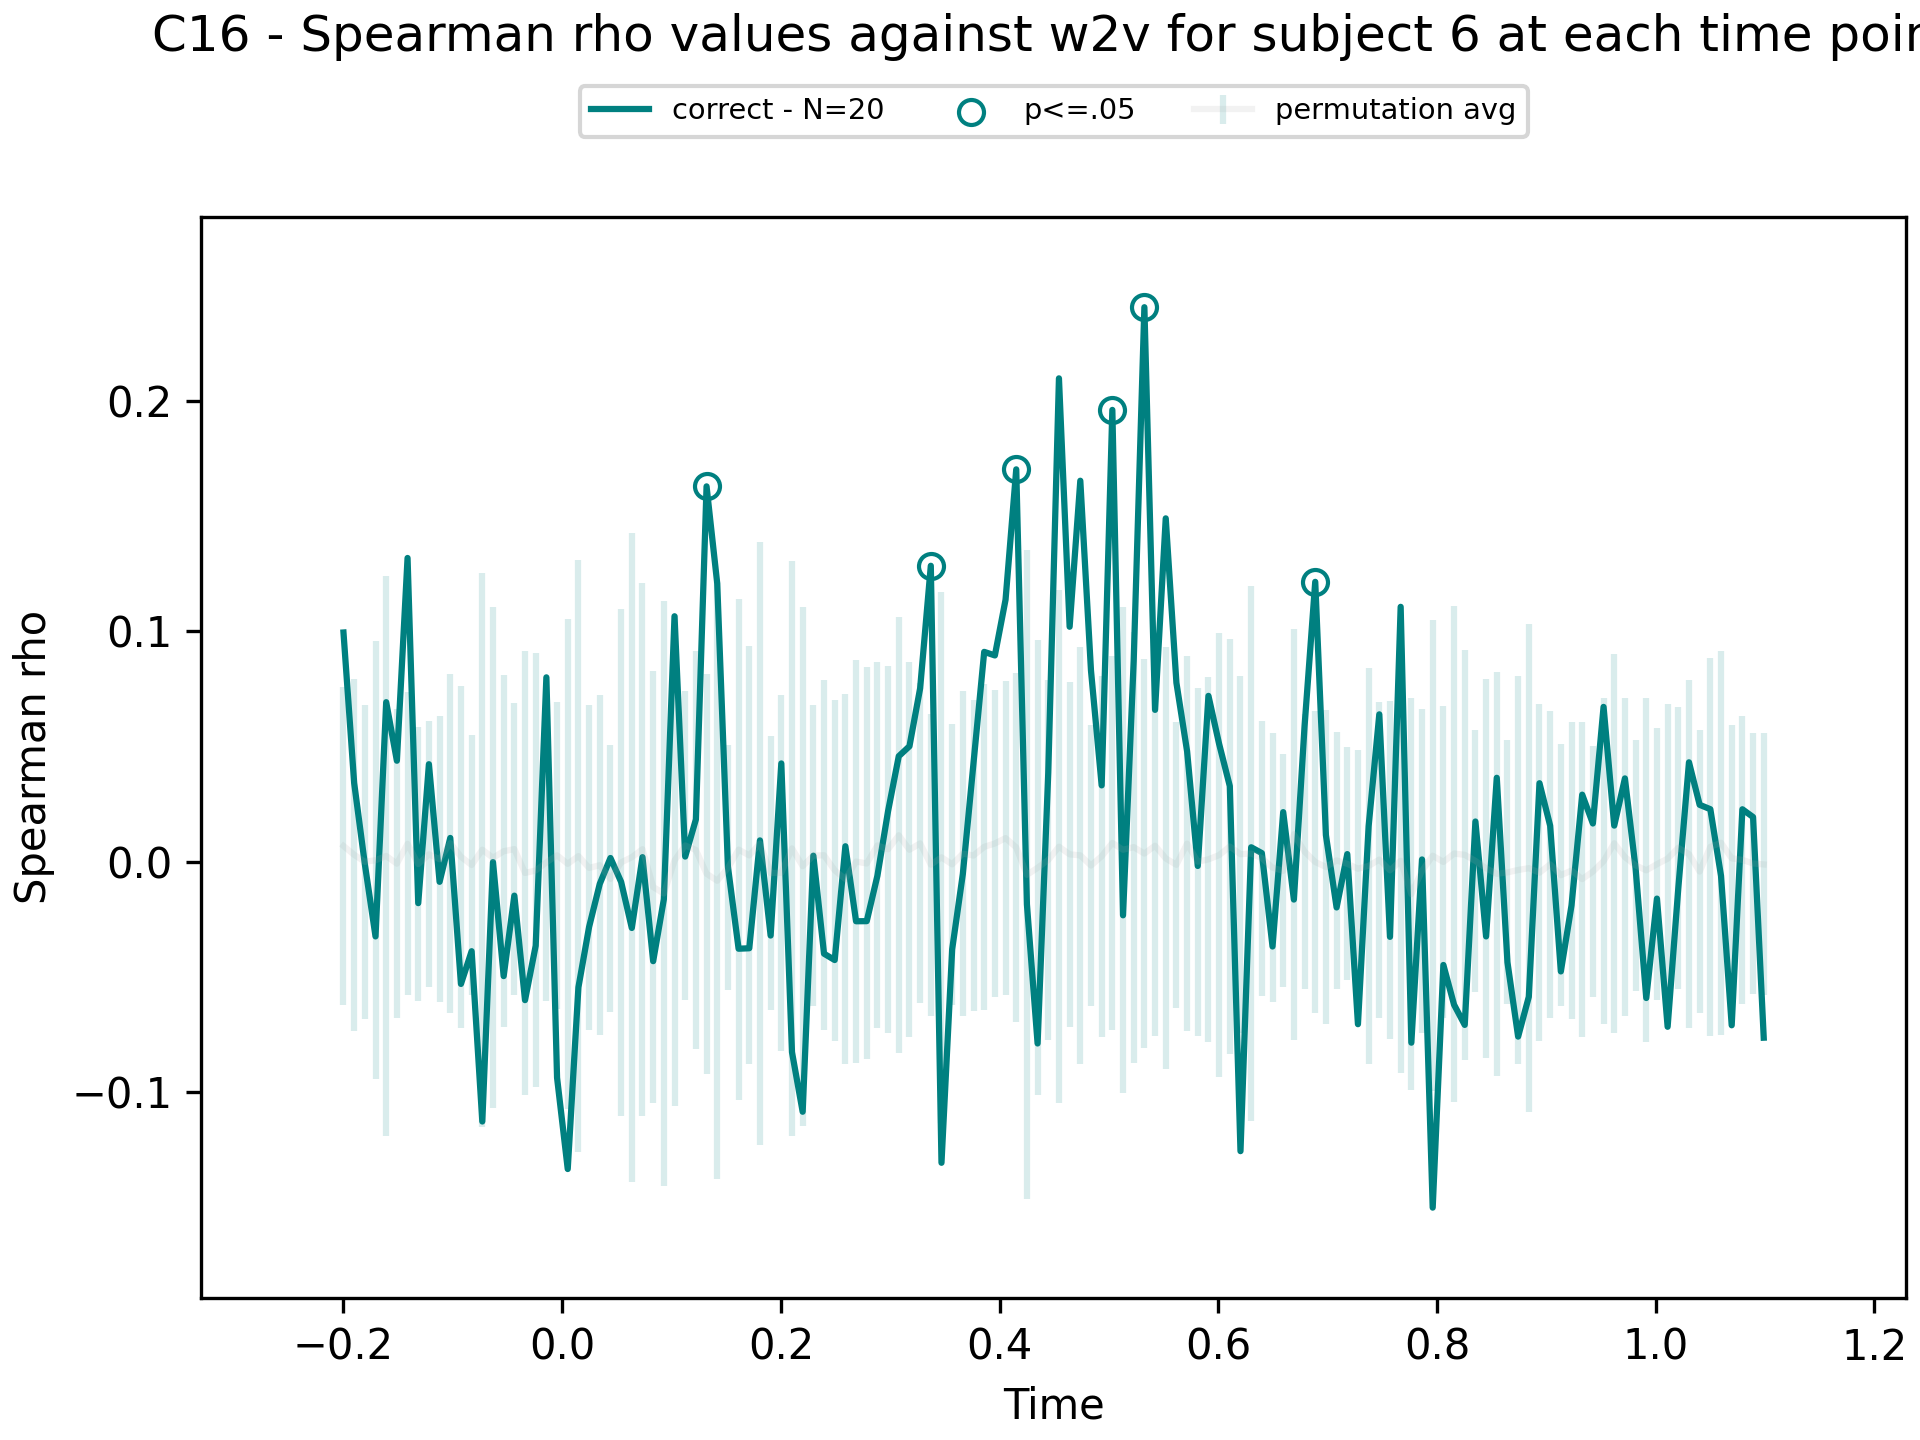 C16 - Spearman rho values against w2v for subject 6 at each time poin
correct - N=20 p<=.05 permutation avg
Spearman rho
0.2
0.1
0.0
−0.1
−0.2 0.0 0.2 0.4 0.6 0.8 1.0 1.2
Time